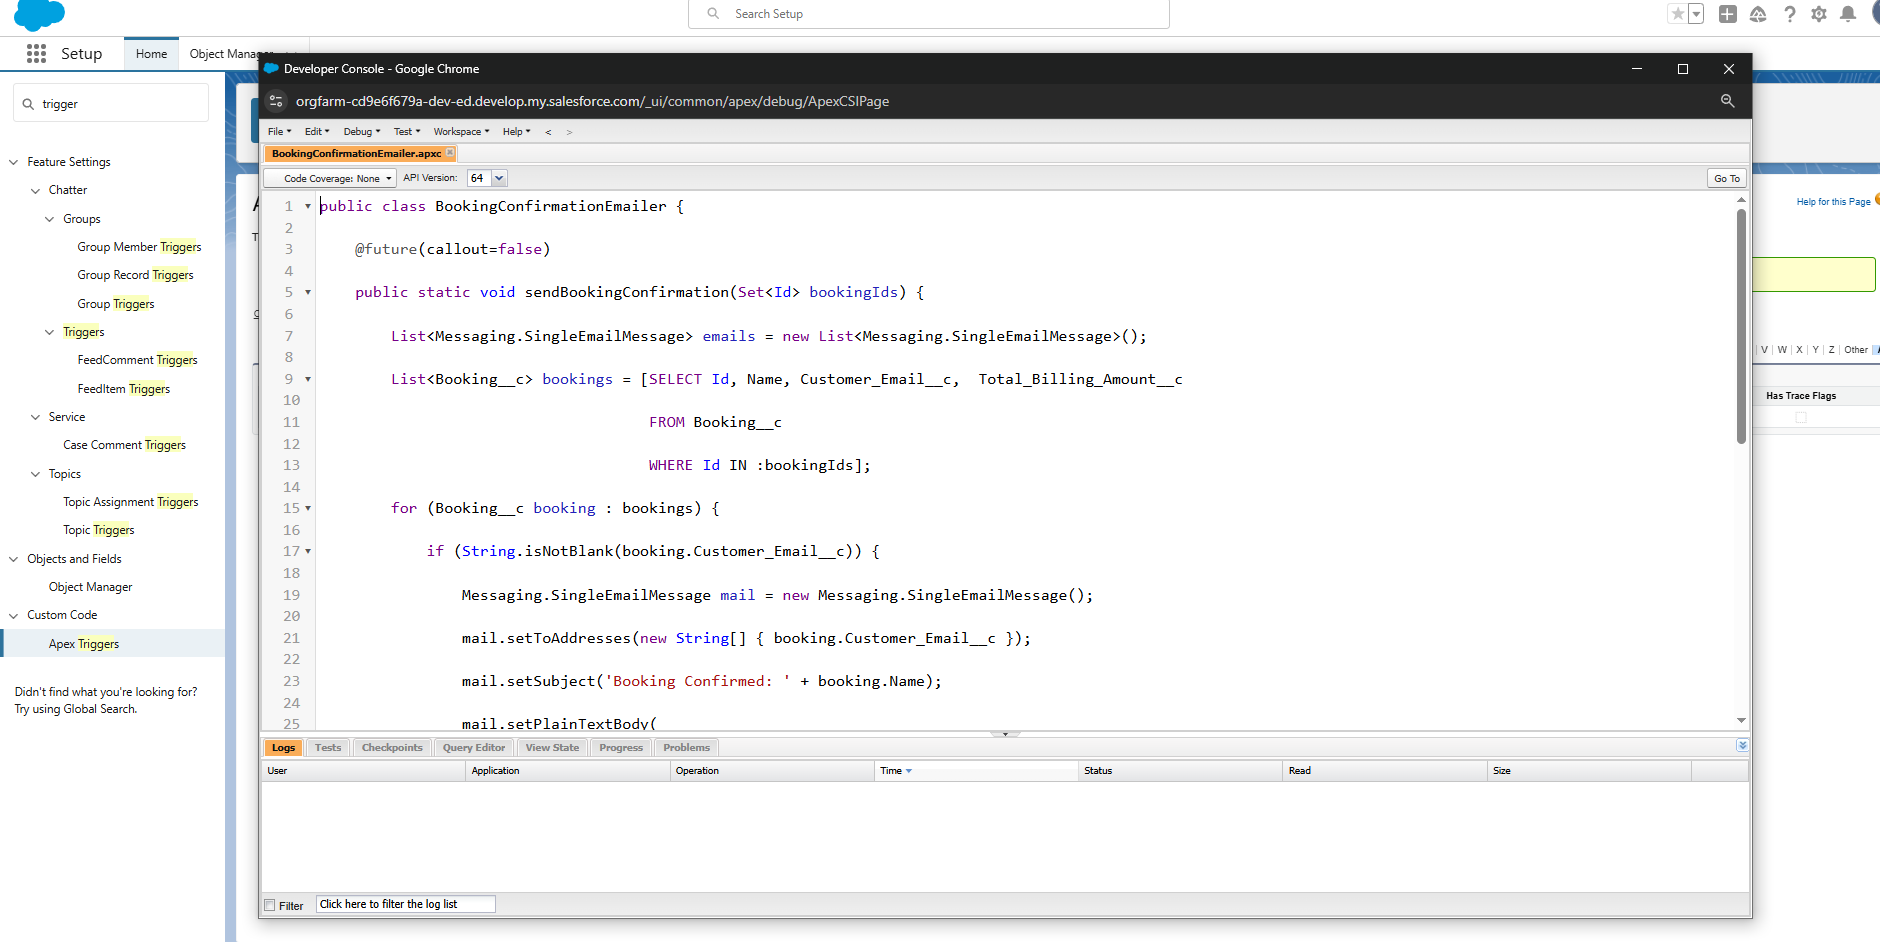 Search Setup
Setup
Home
Object Manager
trigger
Feature Settings
Chatter
Groups
Group Member Triggers
Group Record Triggers
Group Triggers
Triggers
FeedComment Triggers
FeedItem Triggers
Service
Case Comment Triggers
Topics
Topic Assignment Triggers
Topic Triggers
Objects and Fields
Object Manager
Custom Code
Apex Triggers
Didn't find what you're looking for?
Try using Global Search.
Developer Console - Google Chrome
orgfarm-cd9e6f679a-dev-ed.develop.my.salesforce.com/_ui/common/apex/debug/ApexCSIPage
File Edit Debug Test Workspace Help < >
BookingConfirmationEmailer.apxc
Code Coverage: None API Version: 64 Go To
1 public class BookingConfirmationEmailer {
2
3 @future(callout=false)
4
5 public static void sendBookingConfirmation(Set<Id> bookingIds) {
6
7 List<Messaging.SingleEmailMessage> emails = new List<Messaging.SingleEmailMessage>();
8
9 List<Booking__c> bookings = [SELECT Id, Name, Customer_Email__c, Total_Billing_Amount__c
10
11 FROM Booking__c
12
13 WHERE Id IN :bookingIds];
14
15 for (Booking__c booking : bookings) {
16
17 if (String.isNotBlank(booking.Customer_Email__c)) {
18
19 Messaging.SingleEmailMessage mail = new Messaging.SingleEmailMessage();
20
21 mail.setToAddresses(new String[] { booking.Customer_Email__c });
22
23 mail.setSubject('Booking Confirmed: ' + booking.Name);
24
25 mail.setPlainTextBody(
Logs Tests Checkpoints Query Editor View State Progress Problems
User Application Operation Time Status Read Size
Filter Click here to filter the log list
Help for this Page
V | W | X | Y | Z | Other
Has Trace Flags